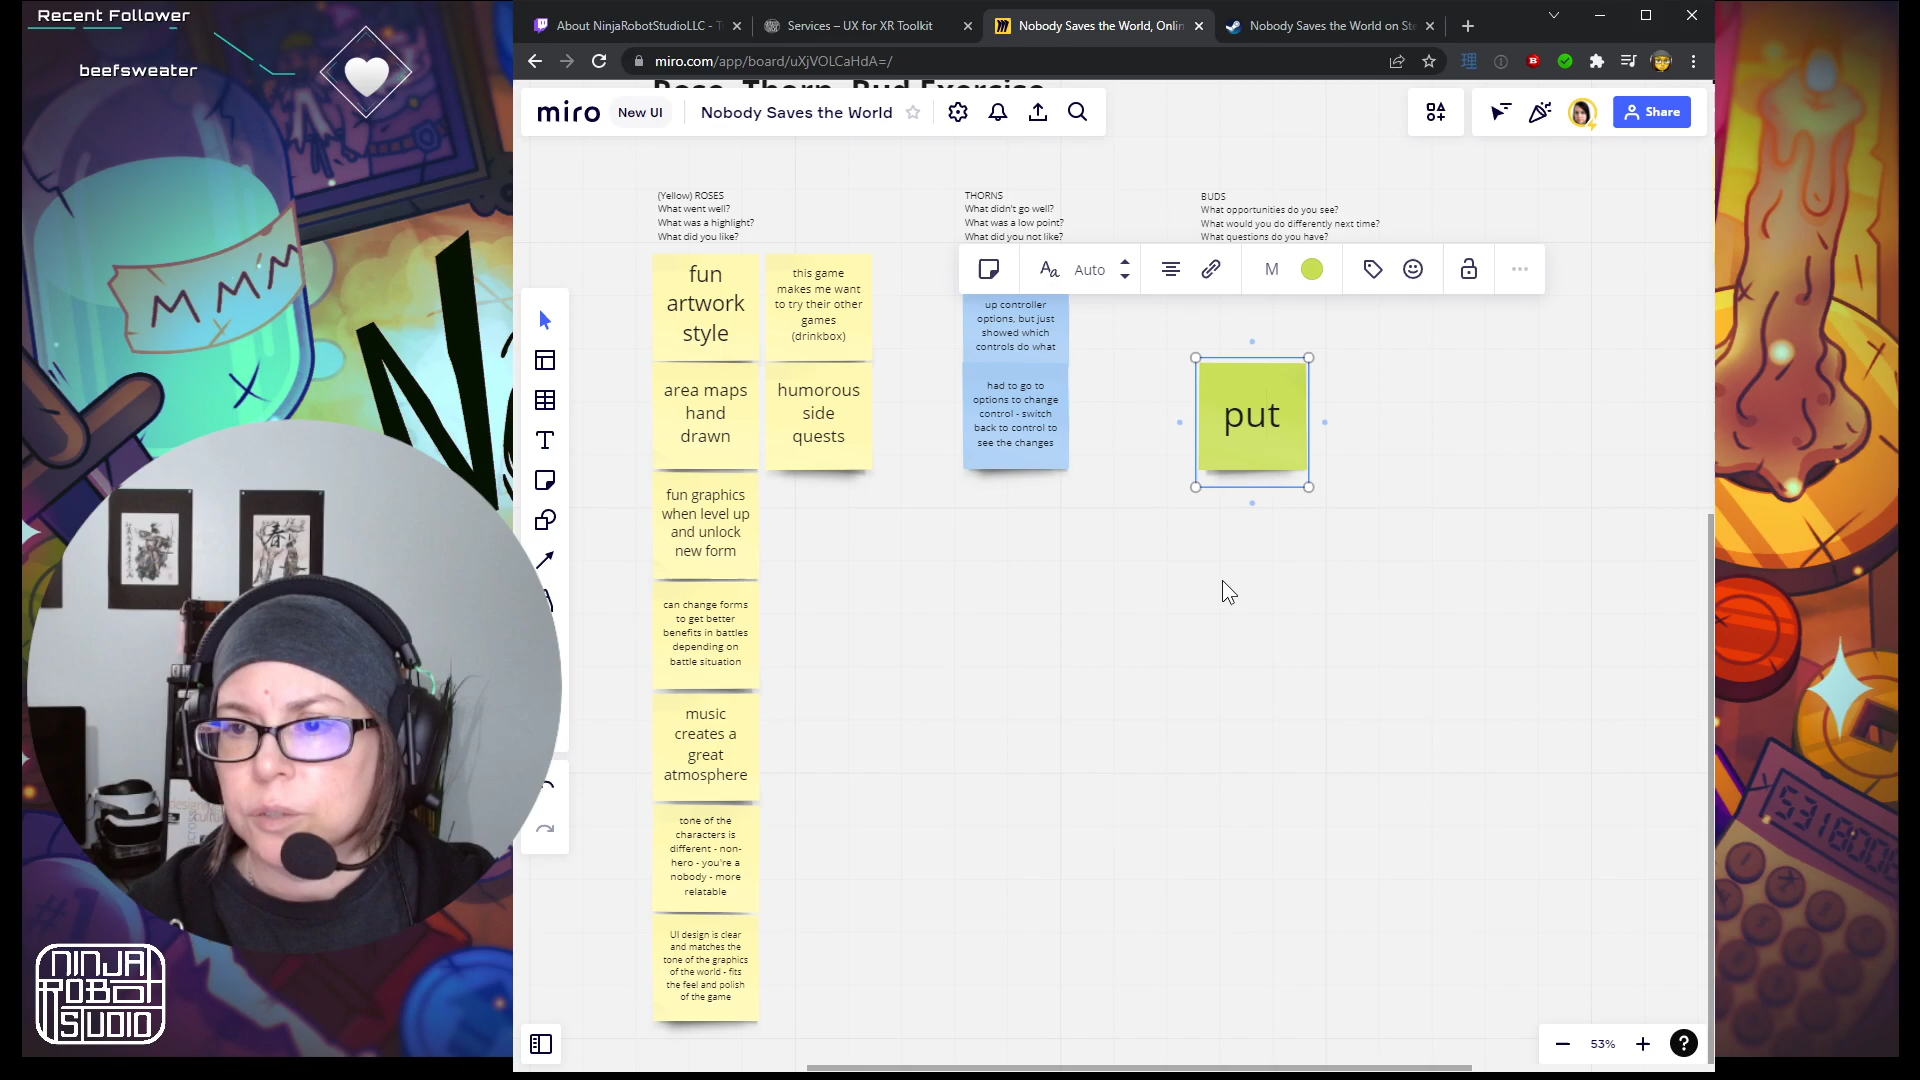 Recent Follower
beefsweater
MMM
NINJA
ROBOT
STUDIO
About NinjaRobotStudioLLC - T
Services – UX for XR Toolkit
Nobody Saves the World, Onlin
Nobody Saves the World on Ste
miro.com/app/board/uXjVOLCaHdA=/
Rose, Thorn, Bud Exercise
miro
New UI
Nobody Saves the World
Share
(Yellow) ROSES
What went well?
What was a highlight?
What did you like?
THORNS
What didn't go well?
What was a low point?
What did you not like?
BUDS
What opportunities do you see?
What would you do differently next time?
What questions do you have?
Auto
M
fun
artwork
style
this game
makes me want
to try their other
games
(drinkbox)
area maps
hand
drawn
humorous
side
quests
fun graphics
when level up
and unlock
new form
can change forms
to get better
benefits in battles
depending on
battle situation
music
creates a
great
atmosphere
tone of the
characters is
different - non-
hero - you're a
nobody - more
relatable
UI design is clear
and matches the
tone of the graphics
of the world - fits
the feel and polish
of the game
up controller
options, but just
showed which
controls do what
had to go to
options to change
control - switch
back to control to
see the changes
put
53%
?